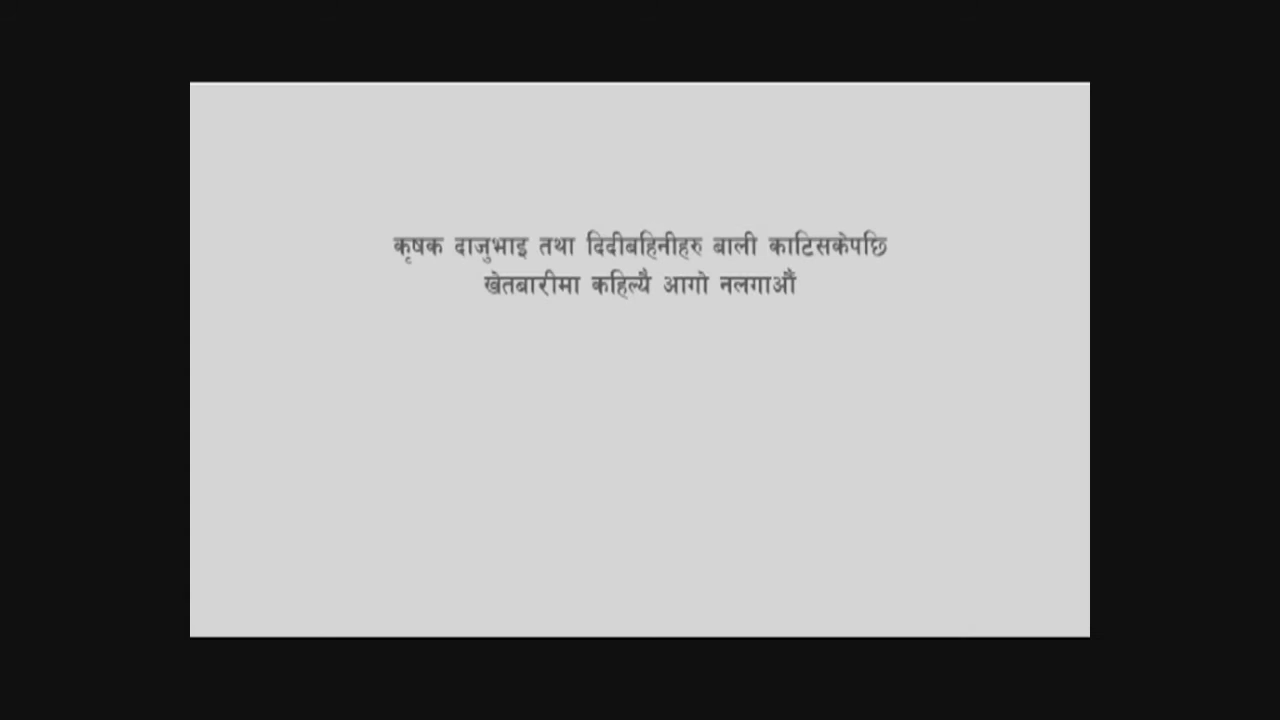 कृषक दाजुभाइ तथा दिदीबहिनीहरु बाली काटिसकेपछि
खेतबारीमा कहिल्यै आगो नलगाऔं